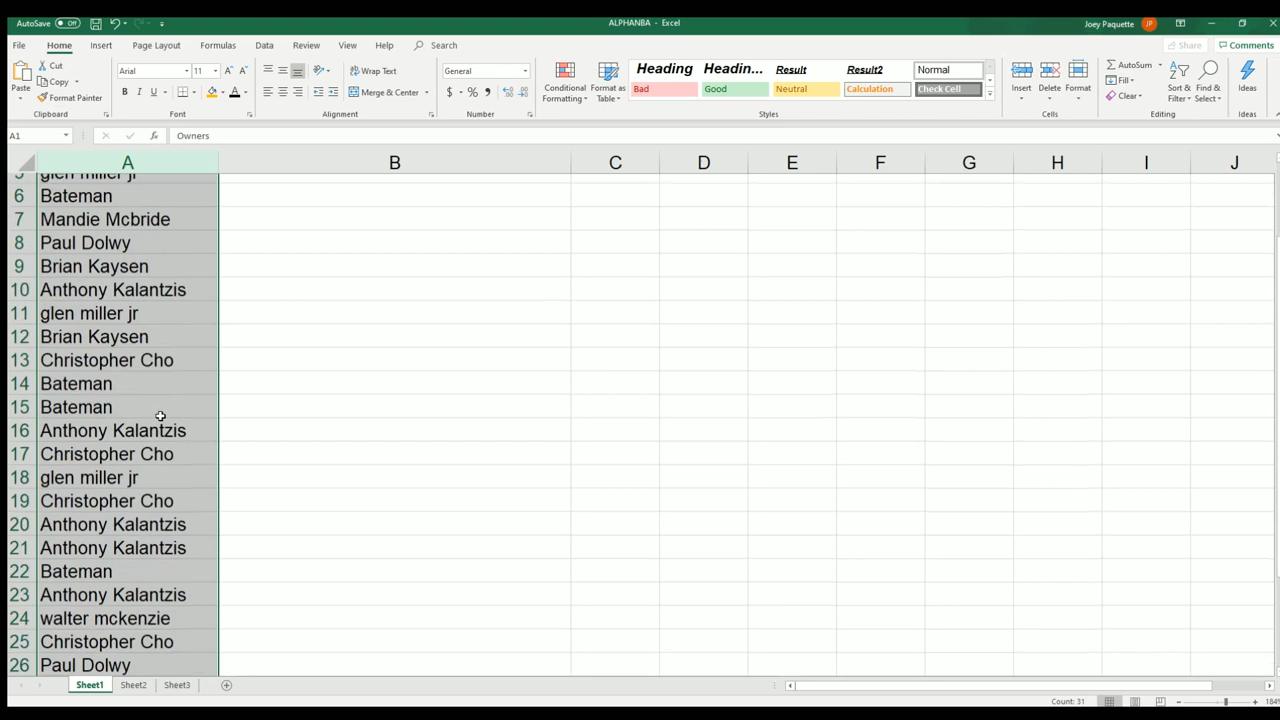 AutoSave Off ALPHANBA - Excel Joey Paquette JP
File Home Insert Page Layout Formulas Data Review View Help Search Share Comments
Paste Cut Copy Format Painter
Arial 11 Wrap Text Merge & Center General
Conditional Formatting Format as Table
Heading Headin... Result Result2 Normal
Bad Good Neutral Calculation Check Cell
Insert Delete Format AutoSum Fill Clear Sort & Filter Find & Select Ideas
Clipboard Font Alignment Number Styles Cells Editing Ideas
A1 fx Owners
A B C D E F G H I J
5 glen miller jr
6 Bateman
7 Mandie Mcbride
8 Paul Dolwy
9 Brian Kaysen
10 Anthony Kalantzis
11 glen miller jr
12 Brian Kaysen
13 Christopher Cho
14 Bateman
15 Bateman
16 Anthony Kalantzis
17 Christopher Cho
18 glen miller jr
19 Christopher Cho
20 Anthony Kalantzis
21 Anthony Kalantzis
22 Bateman
23 Anthony Kalantzis
24 walter mckenzie
25 Christopher Cho
26 Paul Dolwy
Sheet1 Sheet2 Sheet3
Count: 31 184%